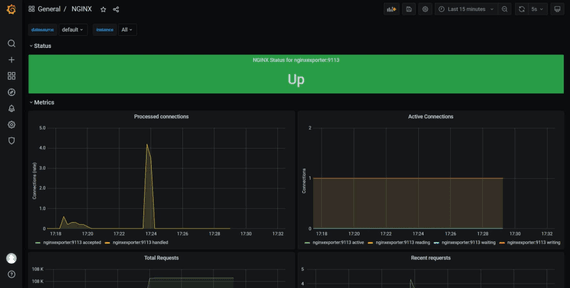 General / NGINX
Last 15 minutes
5s
datasource default
All
Status
NGINX Status for nginxexporter:9113
Up
Metrics
Processed connections
Active Connections
Connections (rate)
5.0
4.0
3.0
2.0
1.0
0
17:18 17:20 17:22 17:24 17:26 17:28 17:30 17:32
nginxexporter:9113 accepted nginxexporter:9113 handled
Connections
2
1
0
17:18 17:20 17:22 17:24 17:26 17:28 17:30 17:32
nginxexporter:9113 active nginxexporter:9113 reading nginxexporter:9113 waiting nginxexporter:9113 writing
Total Requests
Recent requests
108 K
108 K
5
4